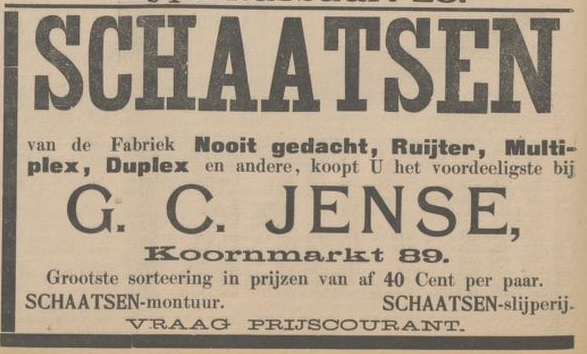 SCHAATSEN
van de Fabriek Nooit gedacht, Ruijter, Multi-
plex, Duplex en andere, koopt U het voordeeligste bij
G. C. JENSE,
Koornmarkt 89.
Grootste sorteering in prijzen van af 40 Cent per paar.
SCHAATSEN-montuur. SCHAATSEN-slijperij.
VRAAG PRIJSCOURANT.